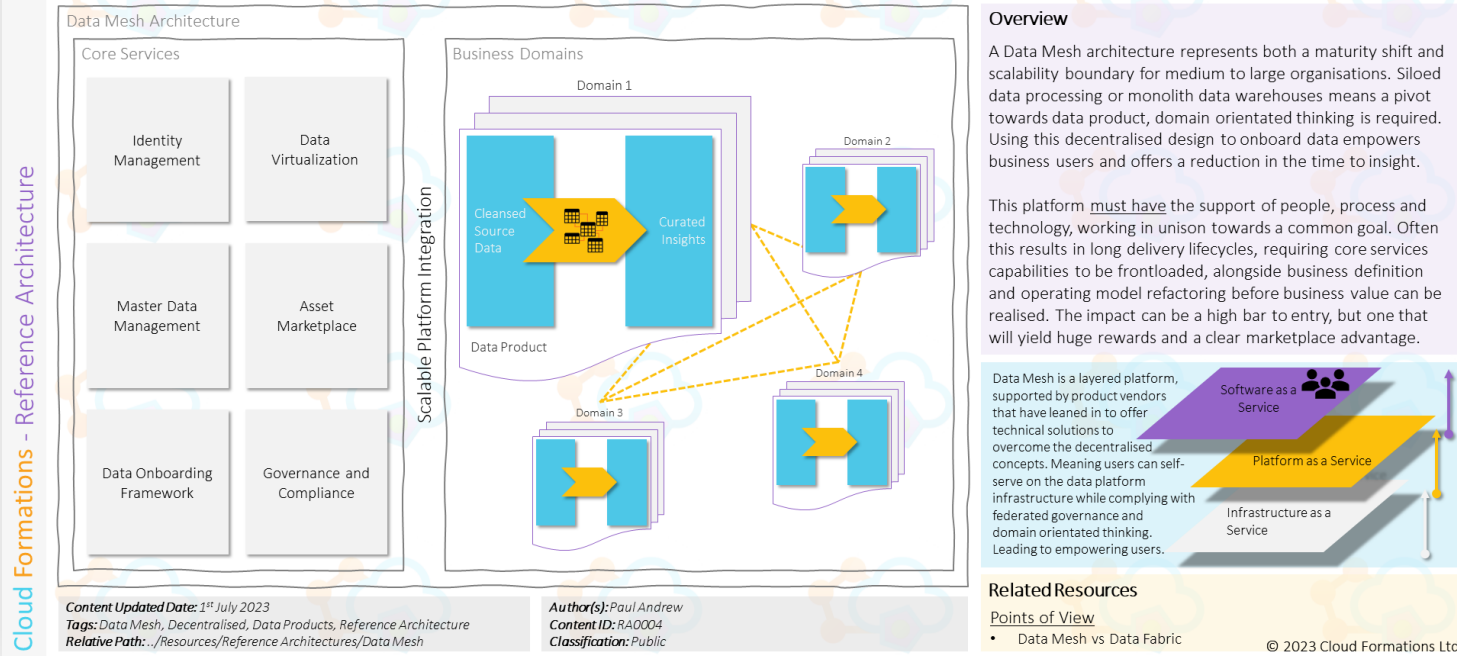 Cloud Formations - Reference Architecture
Data Mesh Architecture
Core Services
Identity
Management
Data
Virtualization
Master Data
Management
Asset
Marketplace
Data Onboarding
Framework
Governance and
Compliance
Scalable Platform Integration
Business Domains
Domain 1
Cleansed
Source
Data
Curated
Insights
Data Product
Domain 2
Domain 3
Domain 4
Content Updated Date: 1st July 2023
Tags: Data Mesh, Decentralised, Data Products, Reference Architecture
Relative Path: ../Resources/Reference Architectures/Data Mesh
Author(s): Paul Andrew
Content ID: RA0004
Classification: Public
Overview
A Data Mesh architecture represents both a maturity shift and
scalability boundary for medium to large organisations. Siloed
data processing or monolith data warehouses means a pivot
towards data product, domain orientated thinking is required.
Using this decentralised design to onboard data empowers
business users and offers a reduction in the time to insight.
This platform must have the support of people, process and
technology, working in unison towards a common goal. Often
this results in long delivery lifecycles, requiring core services
capabilities to be frontloaded, alongside business definition
and operating model refactoring before business value can be
realised. The impact can be a high bar to entry, but one that
will yield huge rewards and a clear marketplace advantage.
Data Mesh is a layered platform,
supported by product vendors
that have leaned in to offer
technical solutions to
overcome the decentralised
concepts. Meaning users can self-
serve on the data platform
infrastructure while complying with
federated governance and
domain orientated thinking.
Leading to empowering users.
Software as a
Service
Platform as a Service
Infrastructure as a
Service
Related Resources
Points of View
• Data Mesh vs Data Fabric
© 2023 Cloud Formations Ltd